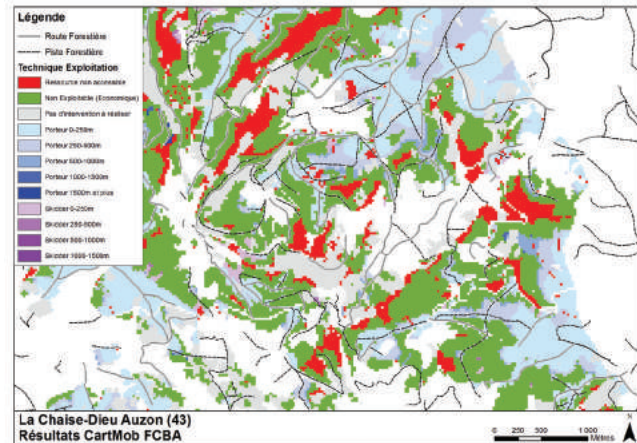 Légende
Route Forestière
Piste Forestière
Technique Exploitation
Ressource non accessible
Non Exploitable (Economique)
Pas d'intervention à réaliser
Porteur 0-250m
Porteur 250-500m
Porteur 500-1000m
Porteur 1000-1500m
Porteur 1500m et plus
Skidder 0-250m
Skidder 250-500m
Skidder 500-1000m
Skidder 1000-1500m
La Chaise-Dieu Auzon (43)
Résultats CartMob FCBA
0 250 500 1 000
Mètres
N